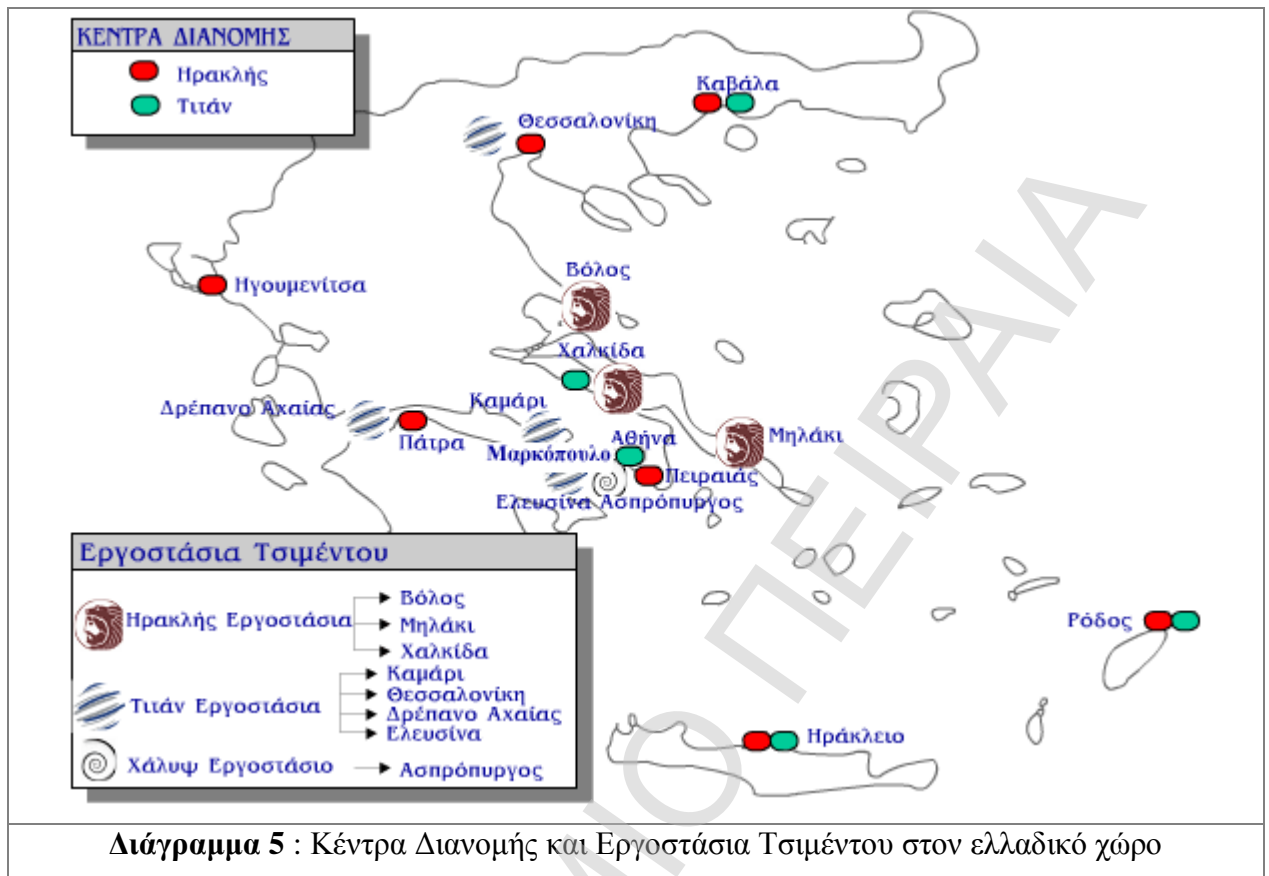 ΚΕΝΤΡΑ ΔΙΑΝΟΜΗΣ
Ηρακλής
Τιτάν
Καβάλα
Θεσσαλονίκη
Ηγουμενίτσα
Βόλος
Χαλκίδα
Δρέπανο Αχαίας
Καμάρι
Πάτρα
Αθήνα
Μηλάκι
Μαρκόπουλο
Πειραιάς
Ελευσίνα Ασπρόπυργος
Ρόδος
Ηράκλειο
Εργοστάσια Τσιμέντου
Ηρακλής Εργοστάσια
Βόλος
Μηλάκι
Χαλκίδα
Τιτάν Εργοστάσια
Καμάρι
Θεσσαλονίκη
Δρέπανο Αχαίας
Ελευσίνα
Χάλυψ Εργοστάσιο
Ασπρόπυργος
ΜΙΟ ΠΕΙΡΑΙΑ
Διάγραμμα 5 : Κέντρα Διανομής και Εργοστάσια Τσιμέντου στον ελλαδικό χώρο